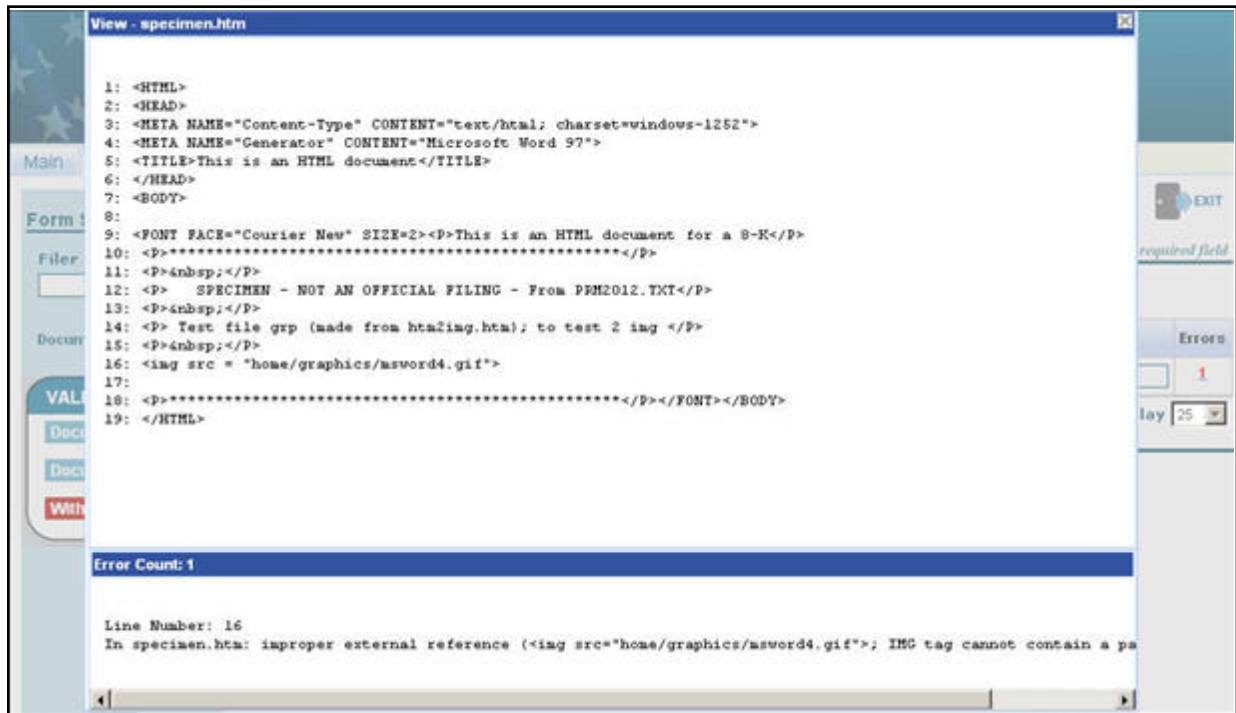 View - specimen.htm
1: <HTML>
2: <HEAD>
3: <META NAME="Content-Type" CONTENT="text/html; charset=windows-1252">
4: <META NAME="Generator" CONTENT="Microsoft Word 97">
5: <TITLE>This is an HTML document</TITLE>
6: </HEAD>
7: <BODY>
8:
9: <FONT FACE="Courier New" SIZE=2><P>This is an HTML document for a 8-K</P>
10: <P>*************************************************</P>
11: <P>&nbsp;</P>
12: <P>   SPECIMEN - NOT AN OFFICIAL FILING - From PRM2012.TXT</P>
13: <P>&nbsp;</P>
14: <P> Test file grp (made from htm2img.htm); to test 2 img </P>
15: <P>&nbsp;</P>
16: <img src = "home/graphics/msword4.gif">
17:
18: <P>*************************************************</P></FONT></BODY>
19: </HTML>
Main
Form S
Filer
Docum
VALI
Docu
Docu
With
EXIT
required field
Errors
1
lay 25
Error Count: 1
Line Number: 16
In specimen.htm: improper external reference (<img src="home/graphics/msword4.gif">; IMG tag cannot contain a pa